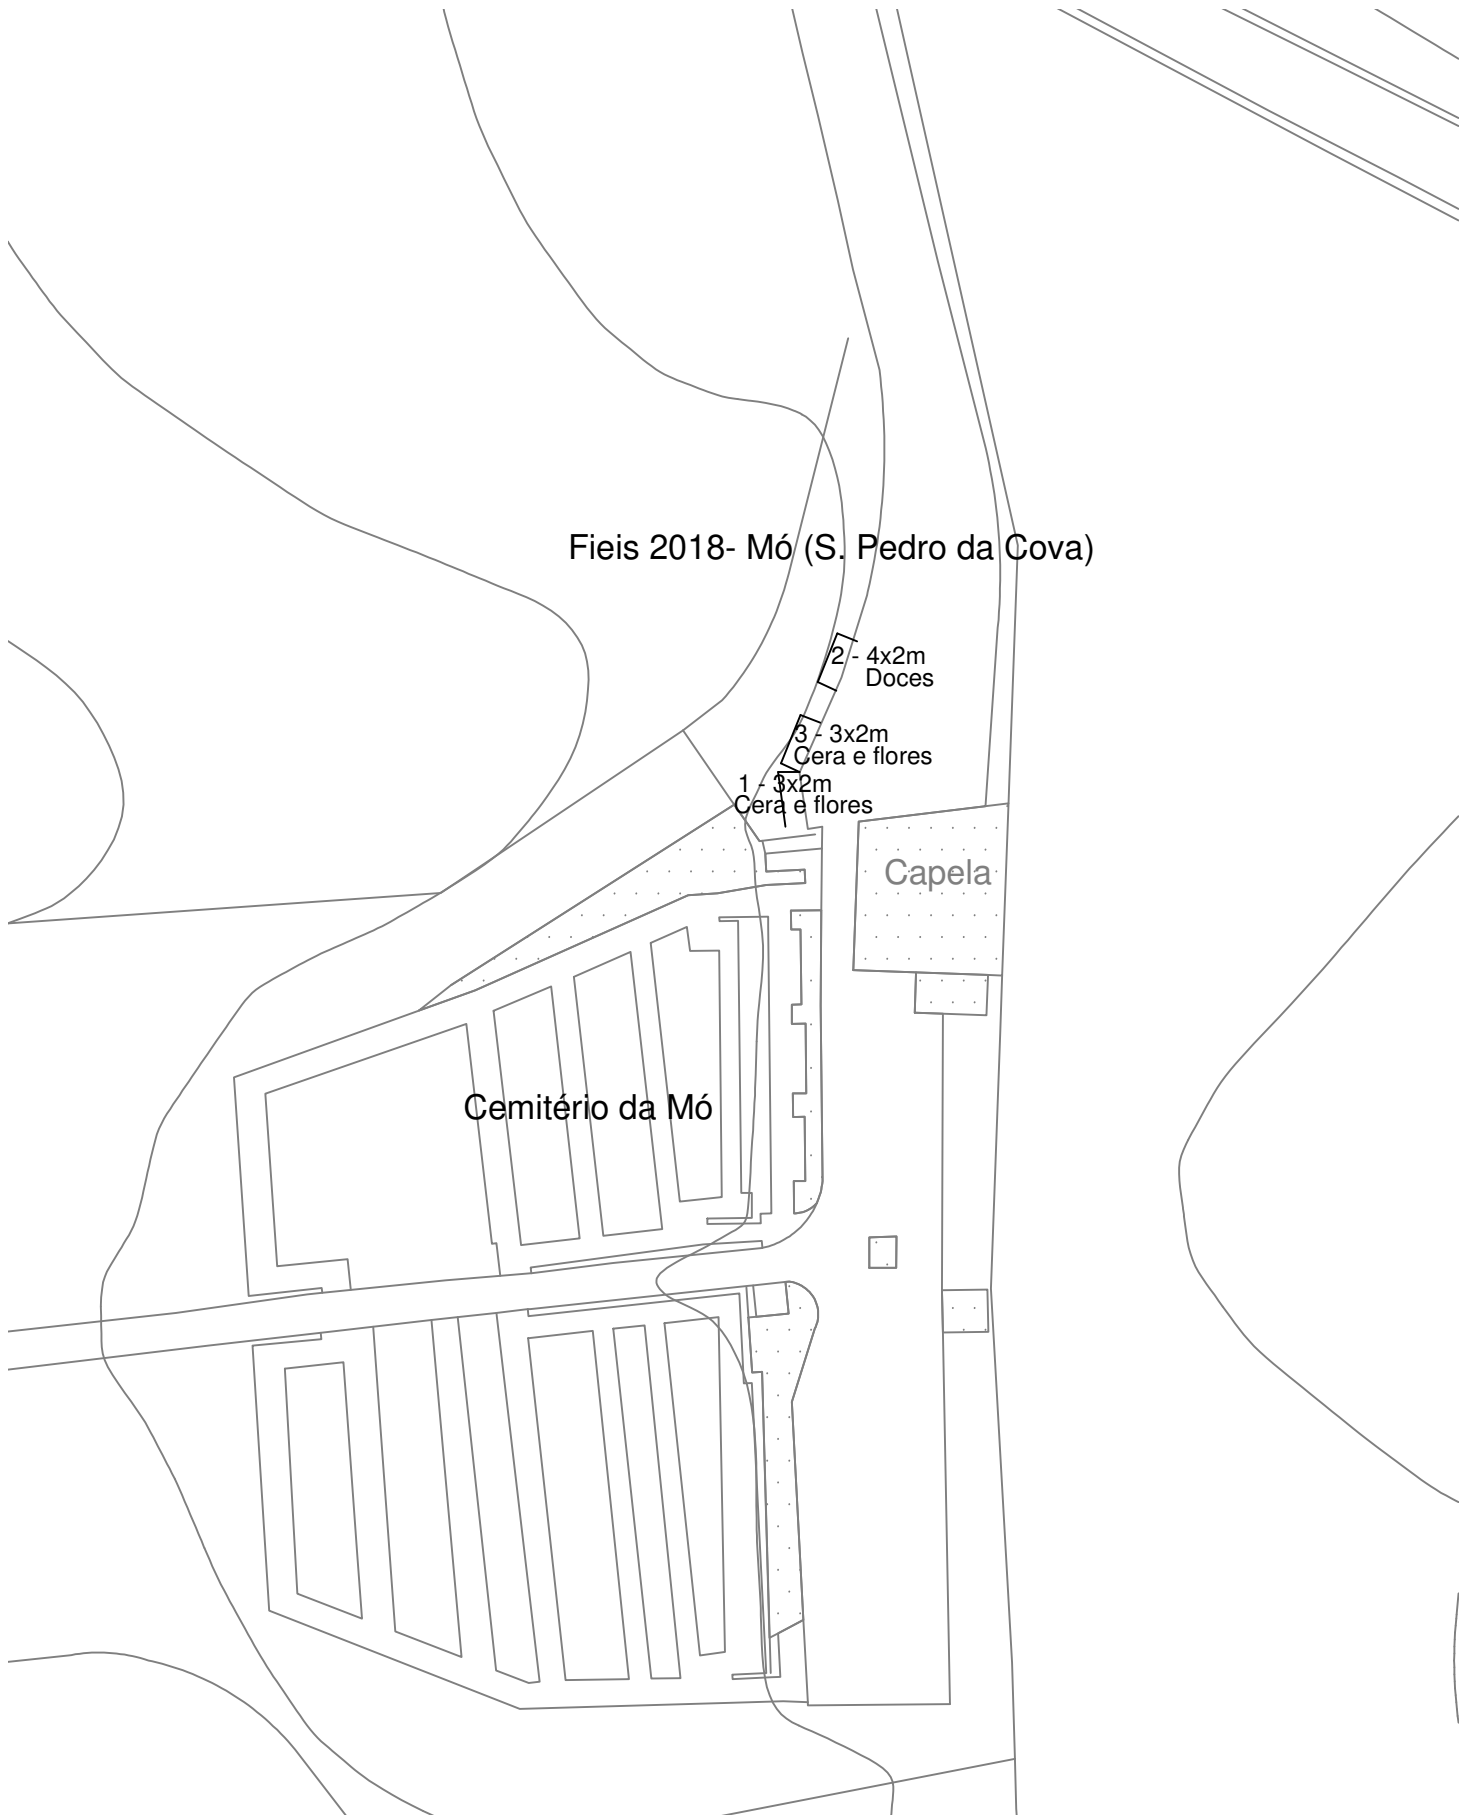 Fieis 2018- Mó (S. Pedro da Cova)
2 - 4x2m
Doces
3 - 3x2m
Cera e flores
1 - 3x2m
Cera e flores
Capela
Cemitério da Mó